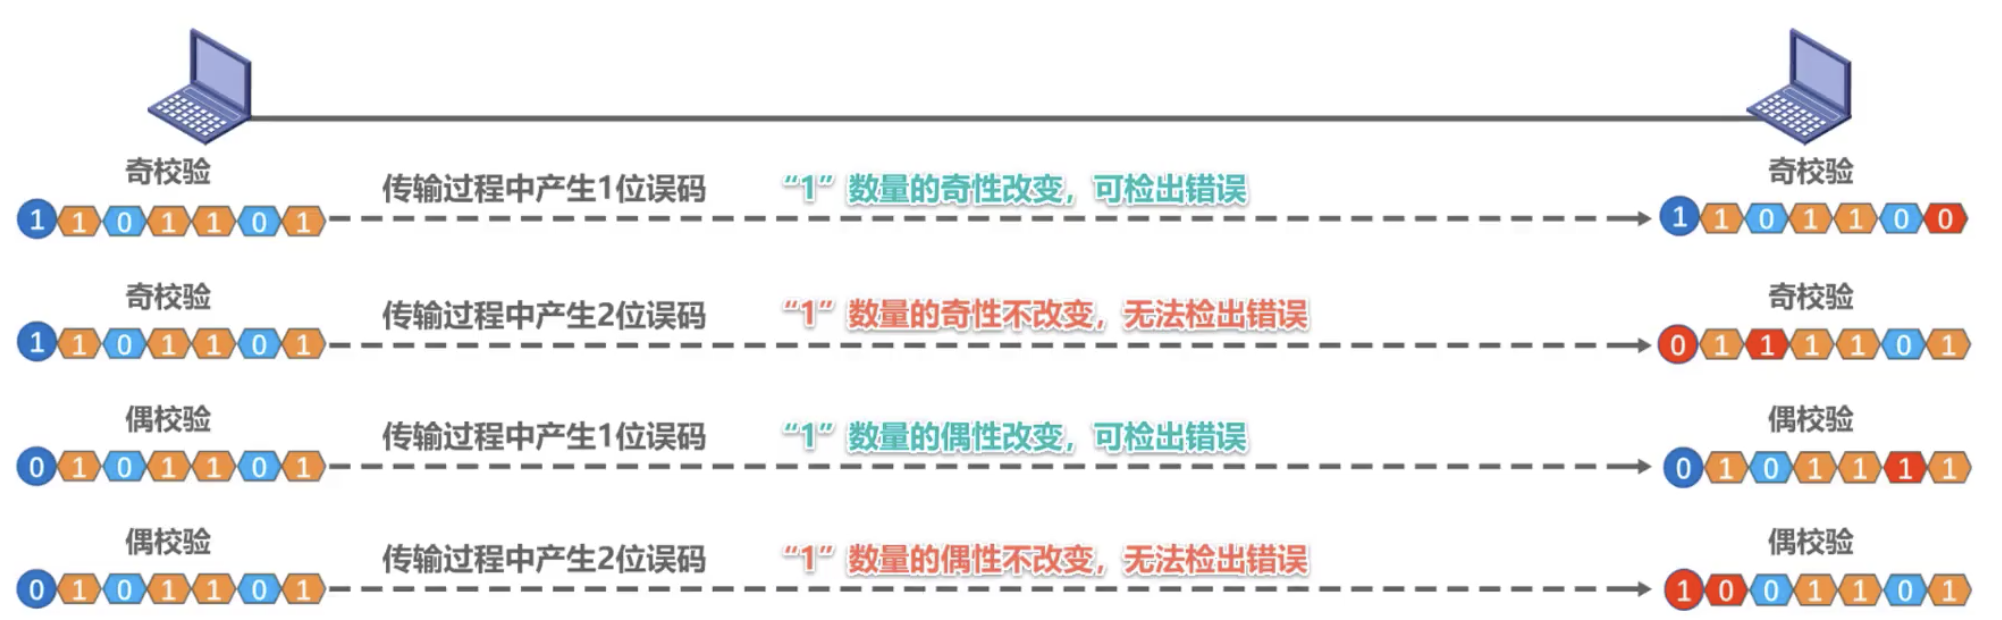 奇校验
奇校验
传输过程中产生1位误码 “1”数量的奇性改变，可检出错误
1 1 0 1 1 0 1
1 1 0 1 1 0 0
奇校验
奇校验
传输过程中产生2位误码 “1”数量的奇性不改变，无法检出错误
1 1 0 1 1 0 1
0 1 1 1 1 0 1
偶校验
偶校验
传输过程中产生1位误码 “1”数量的偶性改变，可检出错误
0 1 0 1 1 0 1
0 1 0 1 1 1 1
偶校验
偶校验
传输过程中产生2位误码 “1”数量的偶性不改变，无法检出错误
0 1 0 1 1 0 1
1 0 0 1 1 0 1